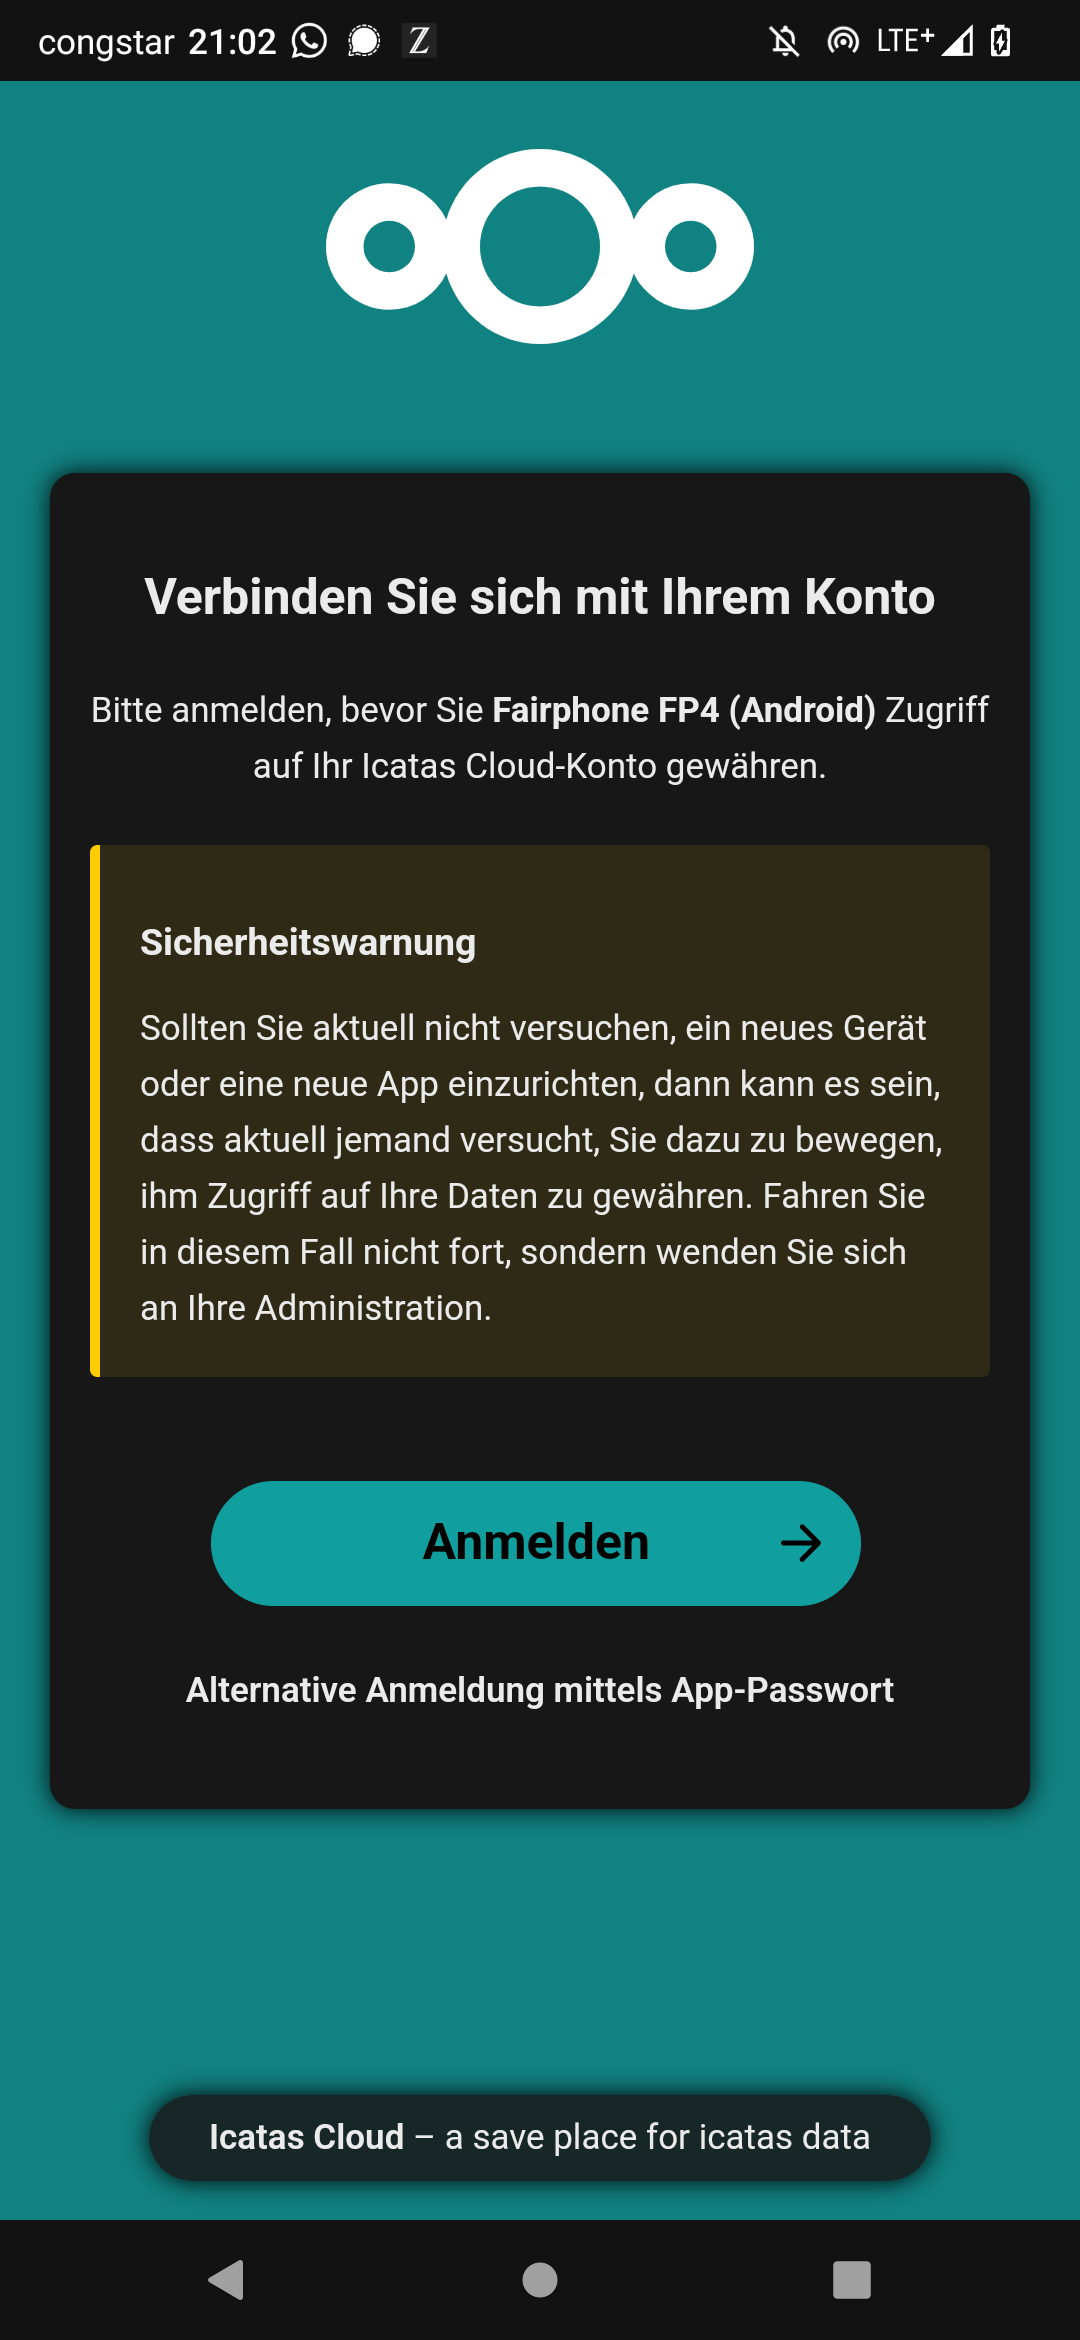 congstar 21:02 Z LTE+
Verbinden Sie sich mit Ihrem Konto
Bitte anmelden, bevor Sie Fairphone FP4 (Android) Zugriff
auf Ihr Icatas Cloud-Konto gewähren.
Sicherheitswarnung
Sollten Sie aktuell nicht versuchen, ein neues Gerät
oder eine neue App einzurichten, dann kann es sein,
dass aktuell jemand versucht, Sie dazu zu bewegen,
ihm Zugriff auf Ihre Daten zu gewähren. Fahren Sie
in diesem Fall nicht fort, sondern wenden Sie sich
an Ihre Administration.
Anmelden
Alternative Anmeldung mittels App-Passwort
Icatas Cloud – a save place for icatas data